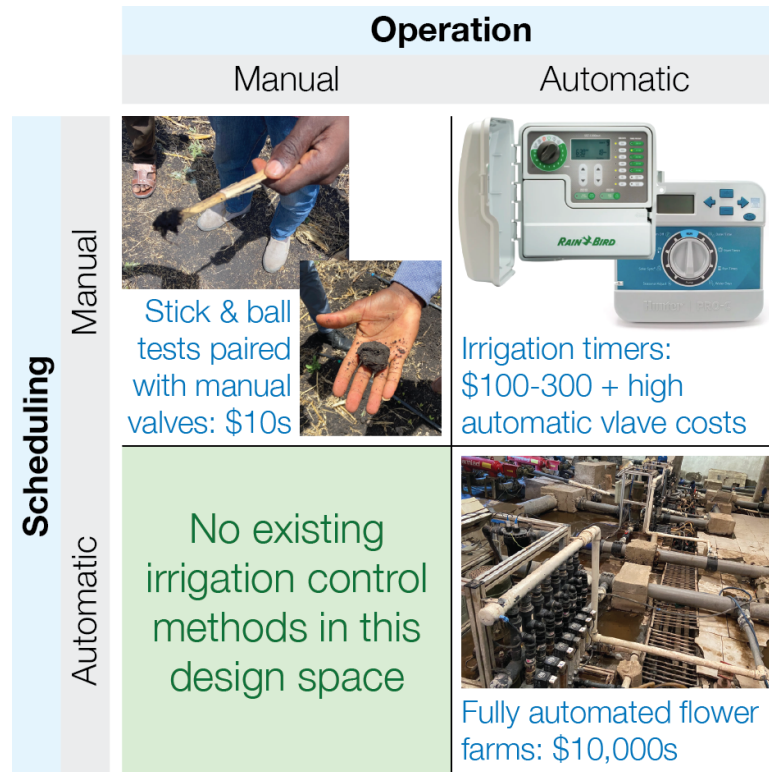 Operation
Manual
Automatic
Scheduling
Manual
Automatic
RAIN BIRD
Stick & ball
tests paired
with manual
valves: $10s
Irrigation timers:
$100-300 + high
automatic vlave costs
No existing
irrigation control
methods in this
design space
Fully automated flower
farms: $10,000s